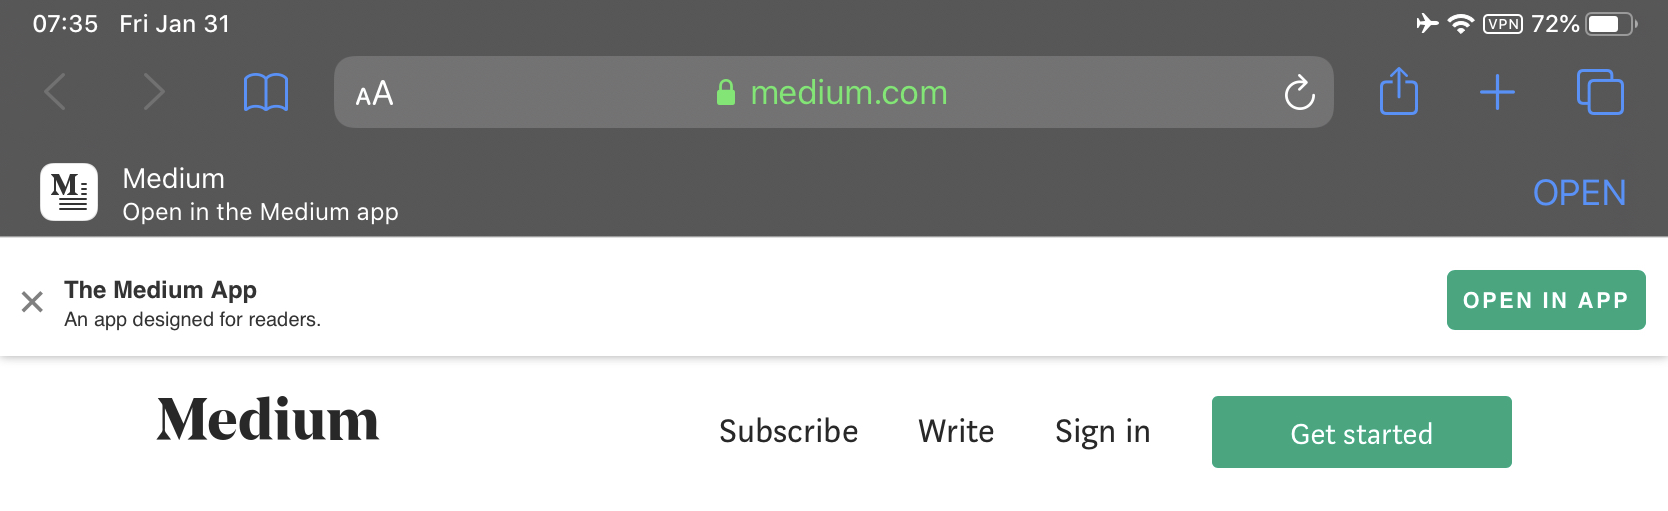 07:35 Fri Jan 31
VPN 72%
AA medium.com
M
Medium
Open in the Medium app
OPEN
The Medium App
An app designed for readers.
OPEN IN APP
Medium
Subscribe Write Sign in Get started